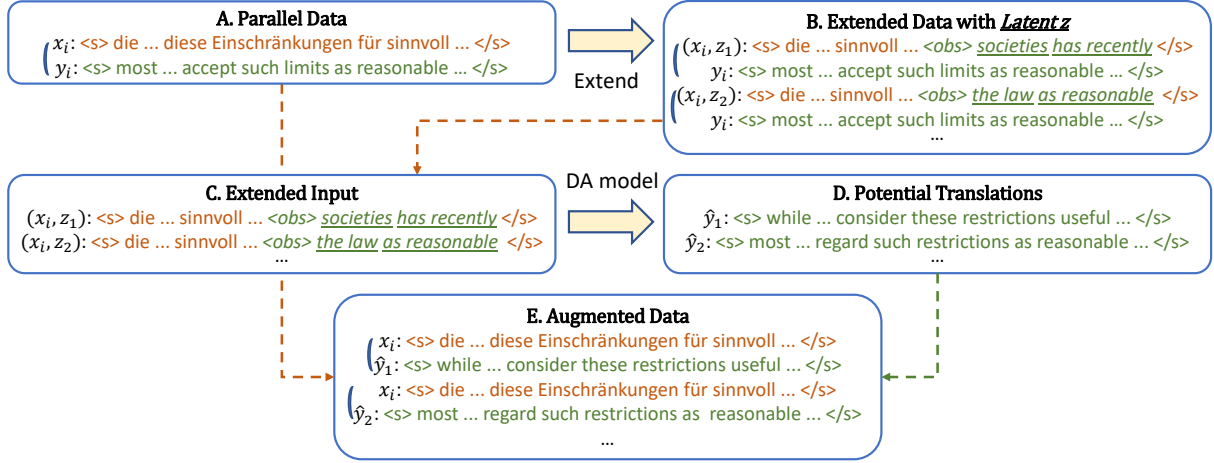 A. Parallel Data
xᵢ: <s> die ... diese Einschränkungen für sinnvoll ... </s>
yᵢ: <s> most ... accept such limits as reasonable ... </s>
Extend
B. Extended Data with Latent z
(xᵢ, z₁): <s> die ... sinnvoll ... <obs> societies has recently </s>
yᵢ: <s> most ... accept such limits as reasonable ... </s>
(xᵢ, z₂): <s> die ... sinnvoll ... <obs> the law as reasonable </s>
yᵢ: <s> most ... accept such limits as reasonable ... </s>
...
C. Extended Input
(xᵢ, z₁): <s> die ... sinnvoll ... <obs> societies has recently </s>
(xᵢ, z₂): <s> die ... sinnvoll ... <obs> the law as reasonable </s>
...
DA model
D. Potential Translations
ŷ₁: <s> while ... consider these restrictions useful ... </s>
ŷ₂: <s> most ... regard such restrictions as reasonable ... </s>
...
E. Augmented Data
xᵢ: <s> die ... diese Einschränkungen für sinnvoll ... </s>
ŷ₁: <s> while ... consider these restrictions useful ... </s>
xᵢ: <s> die ... diese Einschränkungen für sinnvoll ... </s>
ŷ₂: <s> most ... regard such restrictions as reasonable ... </s>
...